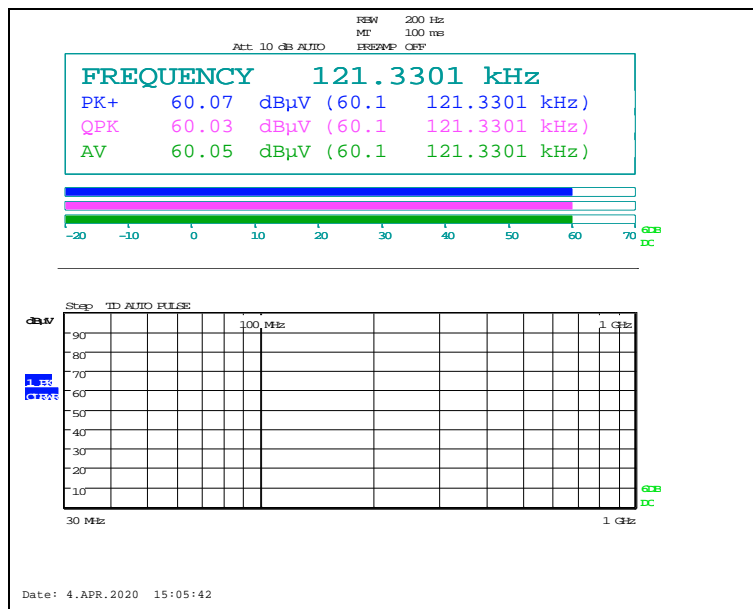 RBW 200 Hz
MT 100 ms
Att 10 dB AUTO PREAMP OFF
FREQUENCY 121.3301 kHz
PK+ 60.07 dBµV (60.1 121.3301 kHz)
QPK 60.03 dBµV (60.1 121.3301 kHz)
AV 60.05 dBµV (60.1 121.3301 kHz)
-20 -10 0 10 20 30 40 50 60 70
6DB
DC
Step TD AUTO PULSE
dBµV
100 MHz 1 GHz
90
80
70
1 PK
60
CLRWR
50
40
30
20
10
6DB
DC
30 MHz 1 GHz
Date: 4.APR.2020 15:05:42